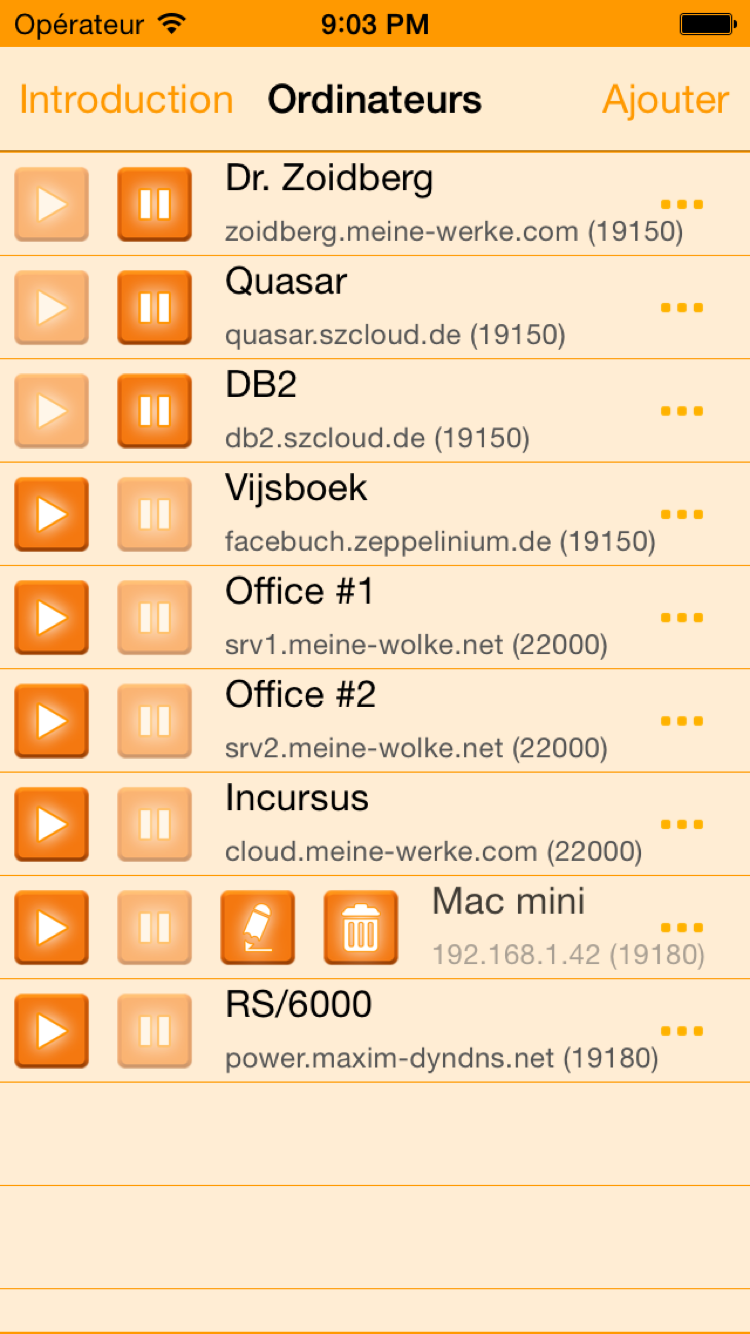 Opérateur 9:03 PM
Introduction Ordinateurs Ajouter
Dr. Zoidberg
zoidberg.meine-werke.com (19150)
Quasar
quasar.szcloud.de (19150)
DB2
db2.szcloud.de (19150)
Vijsboek
facebuch.zeppelinium.de (19150)
Office #1
srv1.meine-wolke.net (22000)
Office #2
srv2.meine-wolke.net (22000)
Incursus
cloud.meine-werke.com (22000)
Mac mini
192.168.1.42 (19180)
RS/6000
power.maxim-dyndns.net (19180)